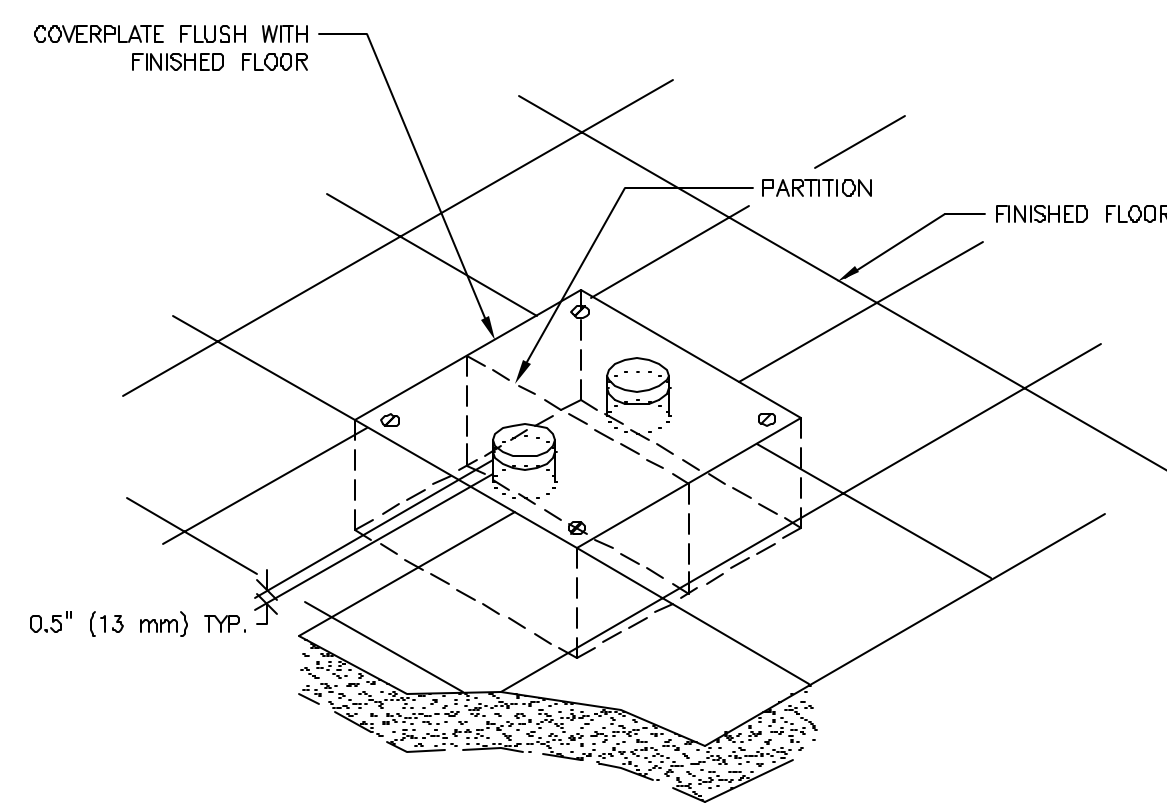 COVERPLATE FLUSH WITH
FINISHED FLOOR
PARTITION
FINISHED FLOOR
0.5" (13 mm) TYP.